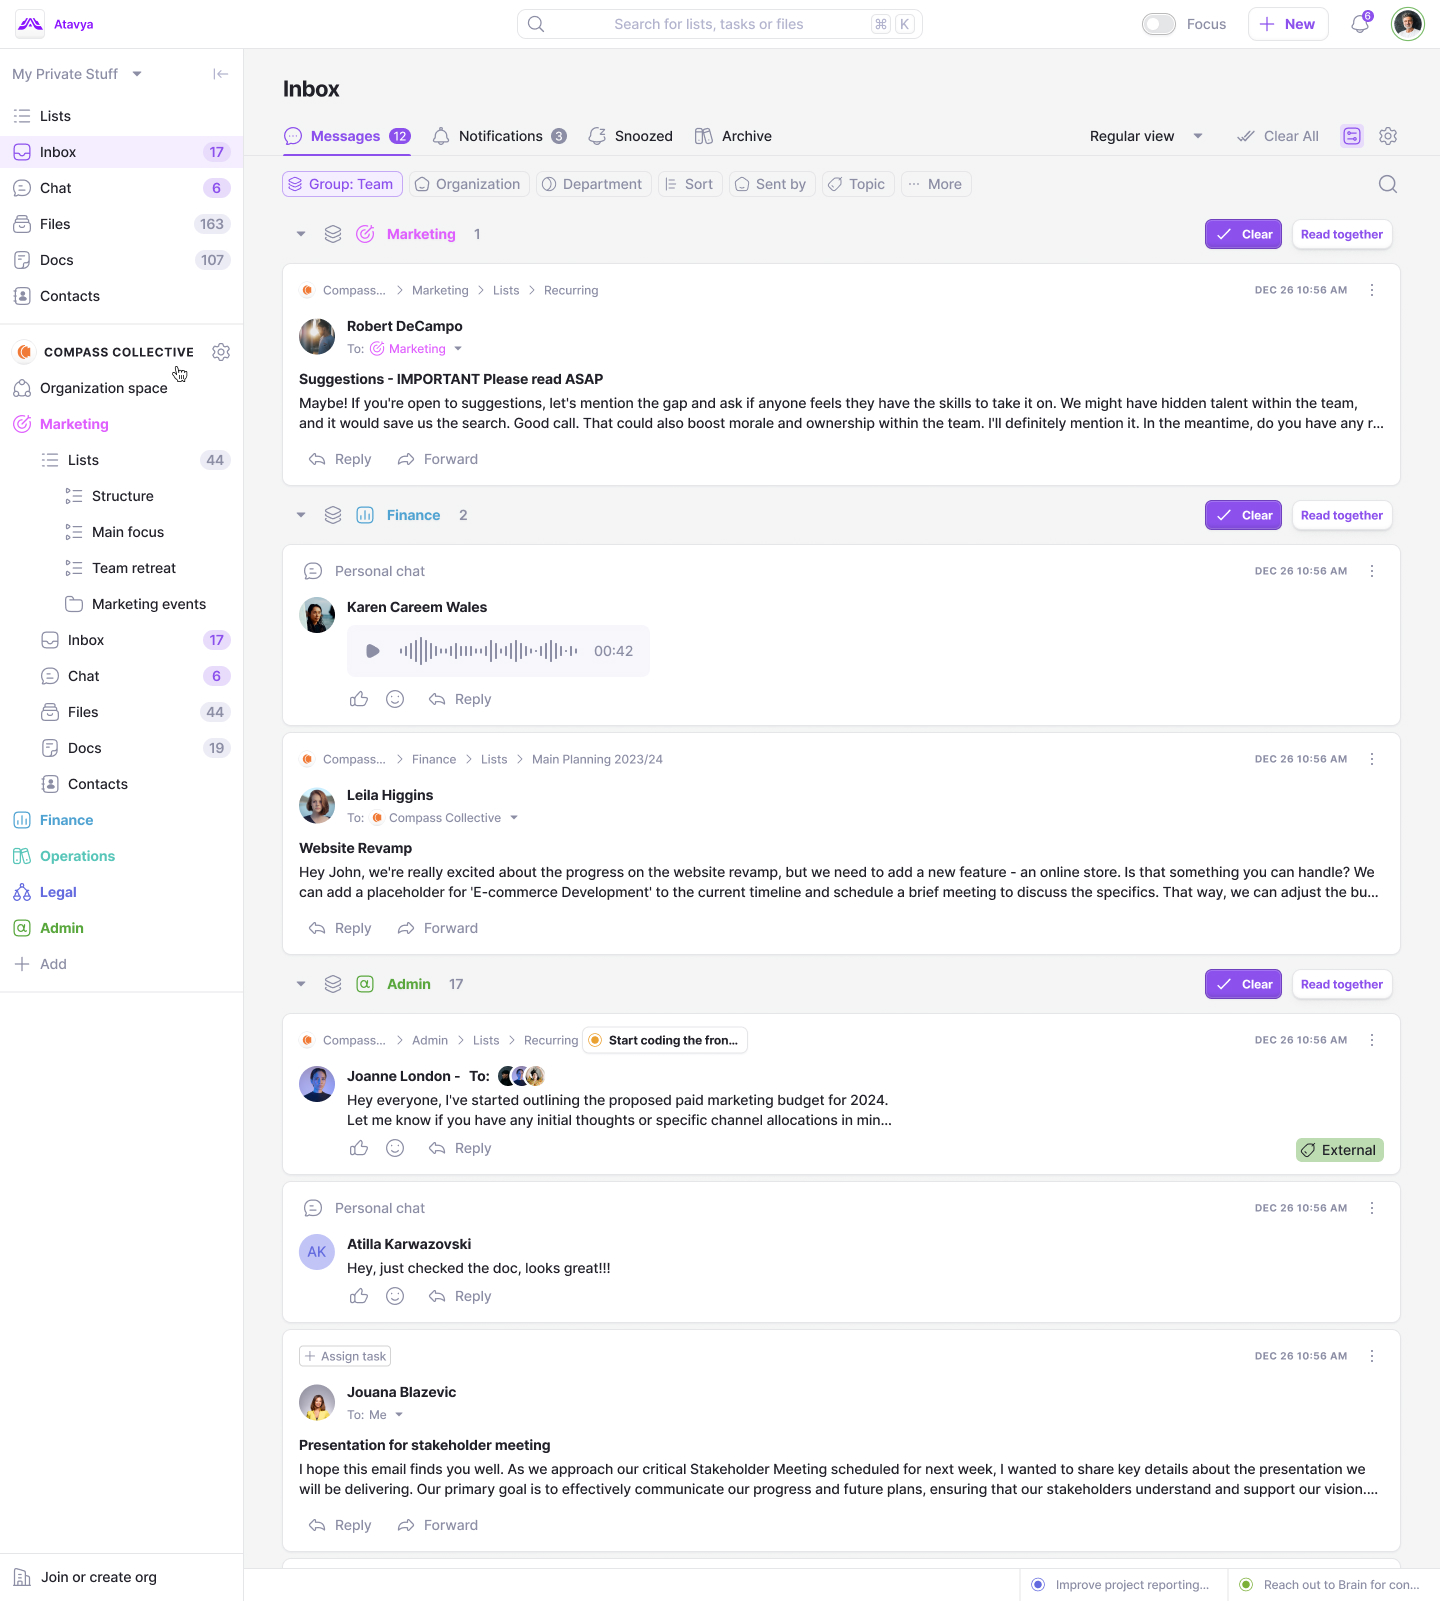 Atavya
Search for lists, tasks or files
⌘ K
Focus
New
6
My Private Stuff
Lists
Inbox 17
Chat 6
Files 163
Docs 107
Contacts
COMPASS COLLECTIVE
Organization space
Marketing
Lists 44
Structure
Main focus
Team retreat
Marketing events
Inbox 17
Chat 6
Files 44
Docs 19
Contacts
Finance
Operations
Legal
Admin
Add
Join or create org
Inbox
Messages 12
Notifications 3
Snoozed
Archive
Regular view
Clear All
Group: Team
Organization
Department
Sort
Sent by
Topic
More
Marketing 1
Clear
Read together
Compass... > Marketing > Lists > Recurring
DEC 26 10:56 AM
Robert DeCampo
To: Marketing
Suggestions - IMPORTANT Please read ASAP
Maybe! If you're open to suggestions, let's mention the gap and ask if anyone feels they have the skills to take it on. We might have hidden talent within the team,
and it would save us the search. Good call. That could also boost morale and ownership within the team. I'll definitely mention it. In the meantime, do you have any r...
Reply
Forward
Finance 2
Clear
Read together
Personal chat
DEC 26 10:56 AM
Karen Careem Wales
00:42
Reply
Compass... > Finance > Lists > Main Planning 2023/24
DEC 26 10:56 AM
Leila Higgins
To: Compass Collective
Website Revamp
Hey John, we're really excited about the progress on the website revamp, but we need to add a new feature - an online store. Is that something you can handle? We
can add a placeholder for 'E-commerce Development' to the current timeline and schedule a brief meeting to discuss the specifics. That way, we can adjust the bu...
Reply
Forward
Admin 17
Clear
Read together
Compass... > Admin > Lists > Recurring
Start coding the fron...
DEC 26 10:56 AM
Joanne London - To:
Hey everyone, I've started outlining the proposed paid marketing budget for 2024.
Let me know if you have any initial thoughts or specific channel allocations in min...
Reply
External
Personal chat
DEC 26 10:56 AM
AK
Atilla Karwazovski
Hey, just checked the doc, looks great!!!
Reply
Assign task
DEC 26 10:56 AM
Jouana Blazevic
To: Me
Presentation for stakeholder meeting
I hope this email finds you well. As we approach our critical Stakeholder Meeting scheduled for next week, I wanted to share key details about the presentation we
will be delivering. Our primary goal is to effectively communicate our progress and future plans, ensuring that our stakeholders understand and support our vision....
Reply
Forward
Improve project reporting...
Reach out to Brain for con...